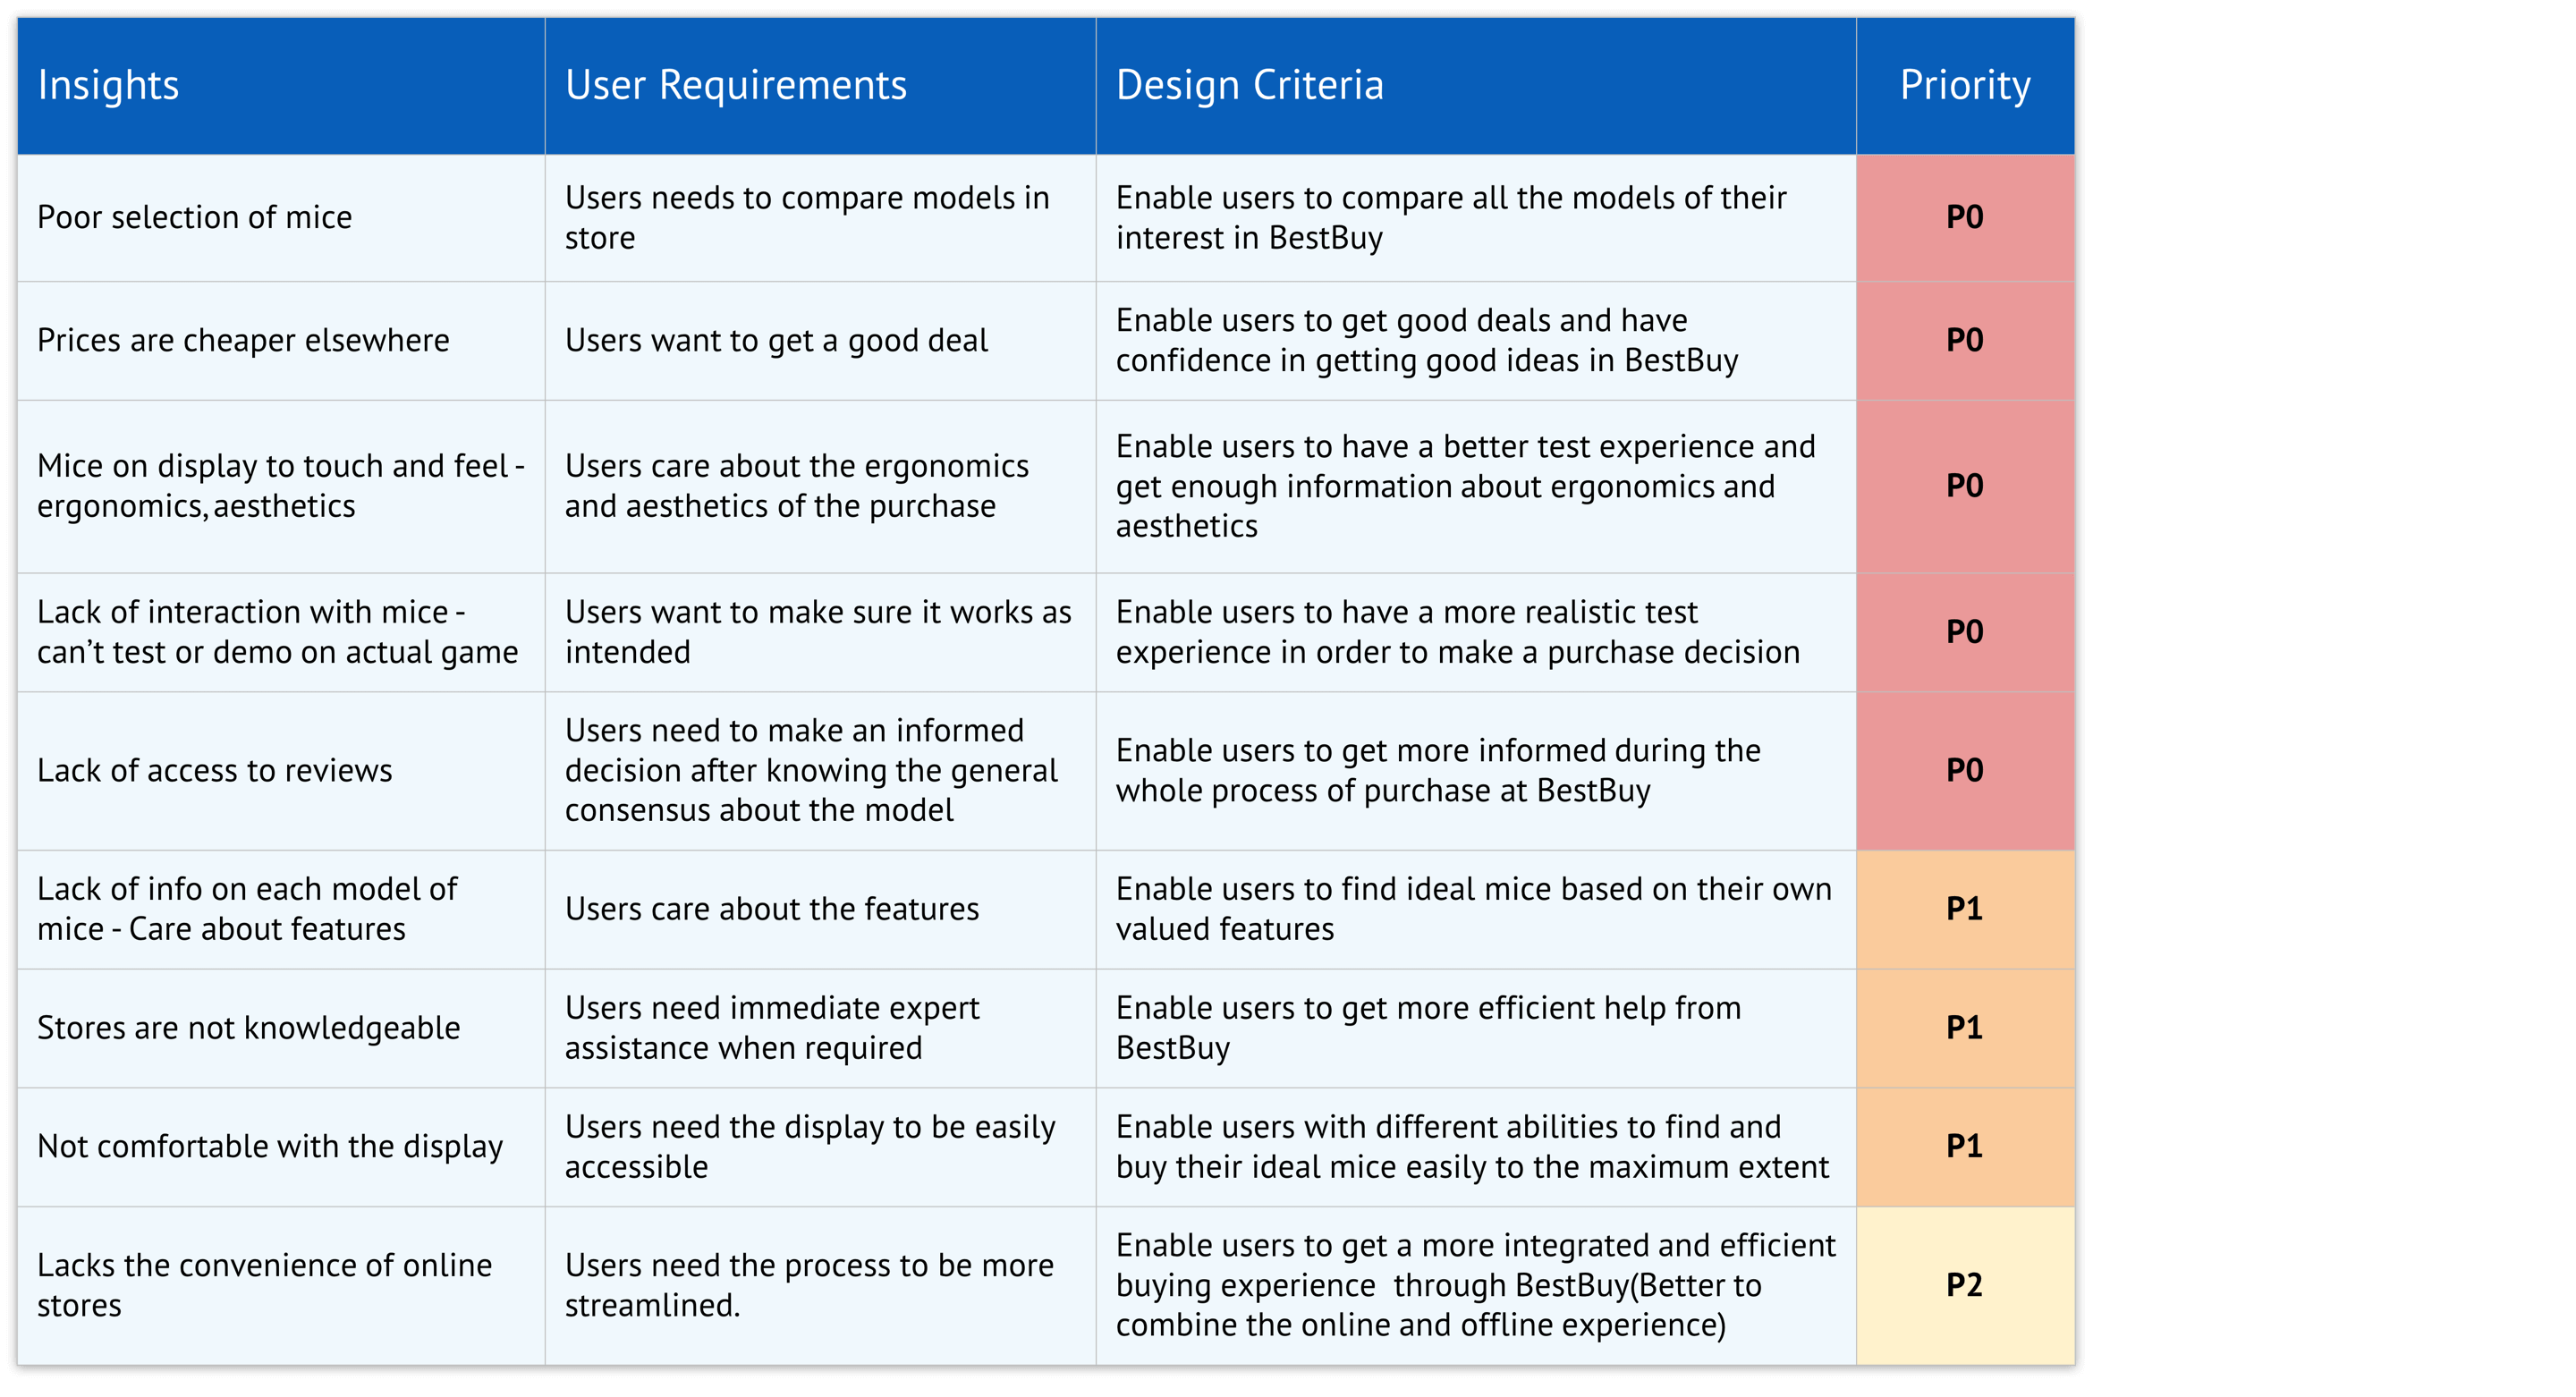 Insights
User Requirements
Design Criteria
Priority
Poor selection of mice
Users needs to compare models in
store
Enable users to compare all the models of their
interest in BestBuy
P0
Prices are cheaper elsewhere
Users want to get a good deal
Enable users to get good deals and have
confidence in getting good ideas in BestBuy
P0
Mice on display to touch and feel -
ergonomics, aesthetics
Users care about the ergonomics
and aesthetics of the purchase
Enable users to have a better test experience and
get enough information about ergonomics and
aesthetics
P0
Lack of interaction with mice -
can’t test or demo on actual game
Users want to make sure it works as
intended
Enable users to have a more realistic test
experience in order to make a purchase decision
P0
Lack of access to reviews
Users need to make an informed
decision after knowing the general
consensus about the model
Enable users to get more informed during the
whole process of purchase at BestBuy
P0
Lack of info on each model of
mice - Care about features
Users care about the features
Enable users to find ideal mice based on their own
valued features
P1
Stores are not knowledgeable
Users need immediate expert
assistance when required
Enable users to get more efficient help from
BestBuy
P1
Not comfortable with the display
Users need the display to be easily
accessible
Enable users with different abilities to find and
buy their ideal mice easily to the maximum extent
P1
Lacks the convenience of online
stores
Users need the process to be more
streamlined.
Enable users to get a more integrated and efficient
buying experience  through BestBuy(Better to
combine the online and offline experience)
P2